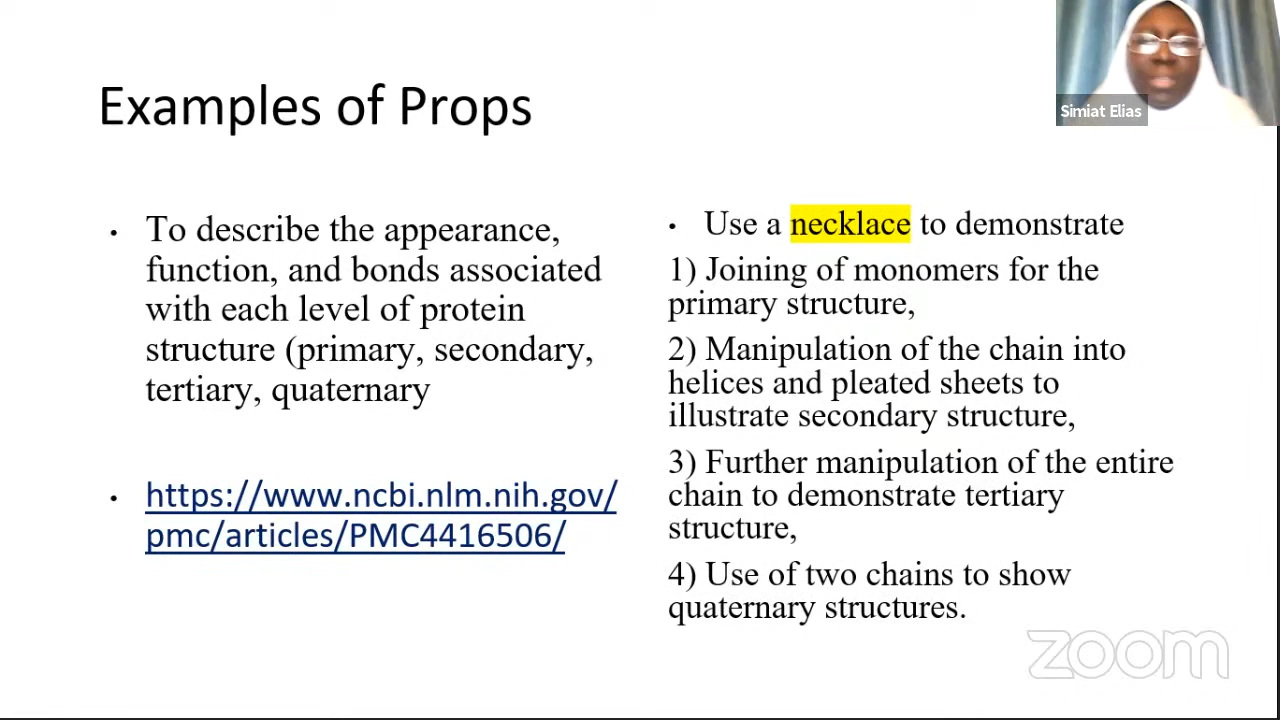 Examples of Props
Simiat Elias
• To describe the appearance,
function, and bonds associated
with each level of protein
structure (primary, secondary,
tertiary, quaternary
• https://www.ncbi.nlm.nih.gov/
pmc/articles/PMC4416506/
• Use a necklace to demonstrate
1) Joining of monomers for the
primary structure,
2) Manipulation of the chain into
helices and pleated sheets to
illustrate secondary structure,
3) Further manipulation of the entire
chain to demonstrate tertiary
structure,
4) Use of two chains to show
quaternary structures.
zoom